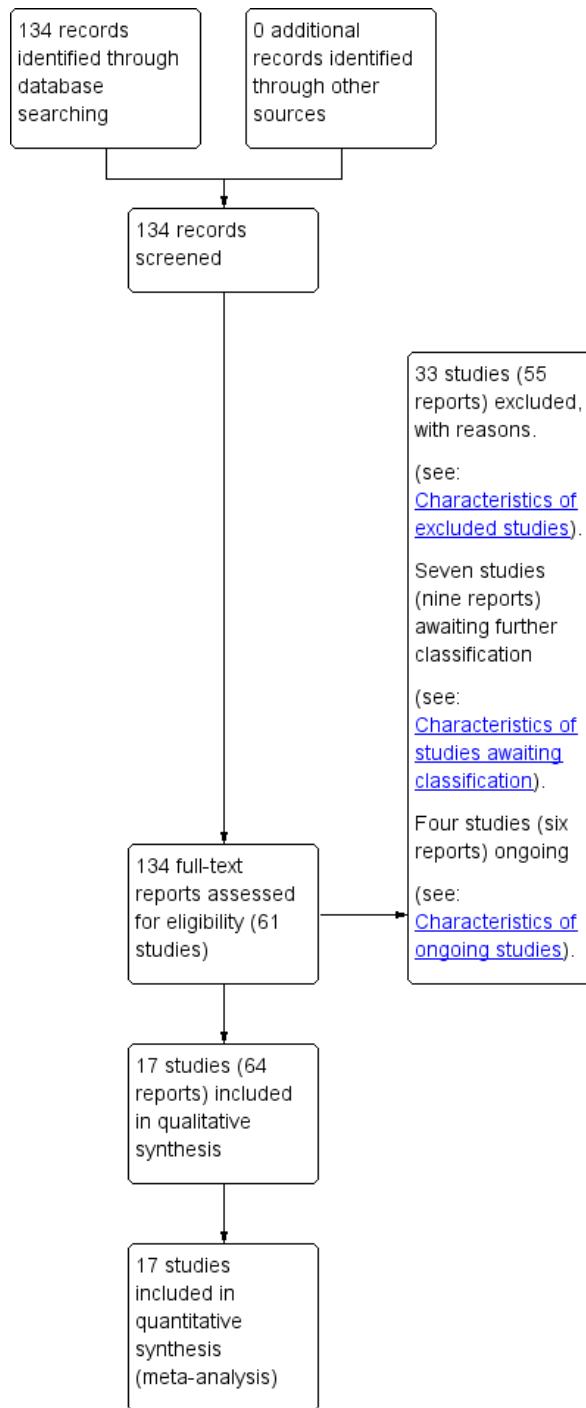 134 records
identified through
database
searching
0 additional
records identified
through other
sources
134 records
screened
33 studies (55
reports) excluded,
with reasons.
(see:
Characteristics of
excluded studies).
Seven studies
(nine reports)
awaiting further
classification
(see:
Characteristics of
studies awaiting
classification).
Four studies (six
reports) ongoing
(see:
Characteristics of
ongoing studies).
134 full-text
reports assessed
for eligibility (61
studies)
17 studies (64
reports) included
in qualitative
synthesis
17 studies
included in
quantitative
synthesis
(meta-analysis)